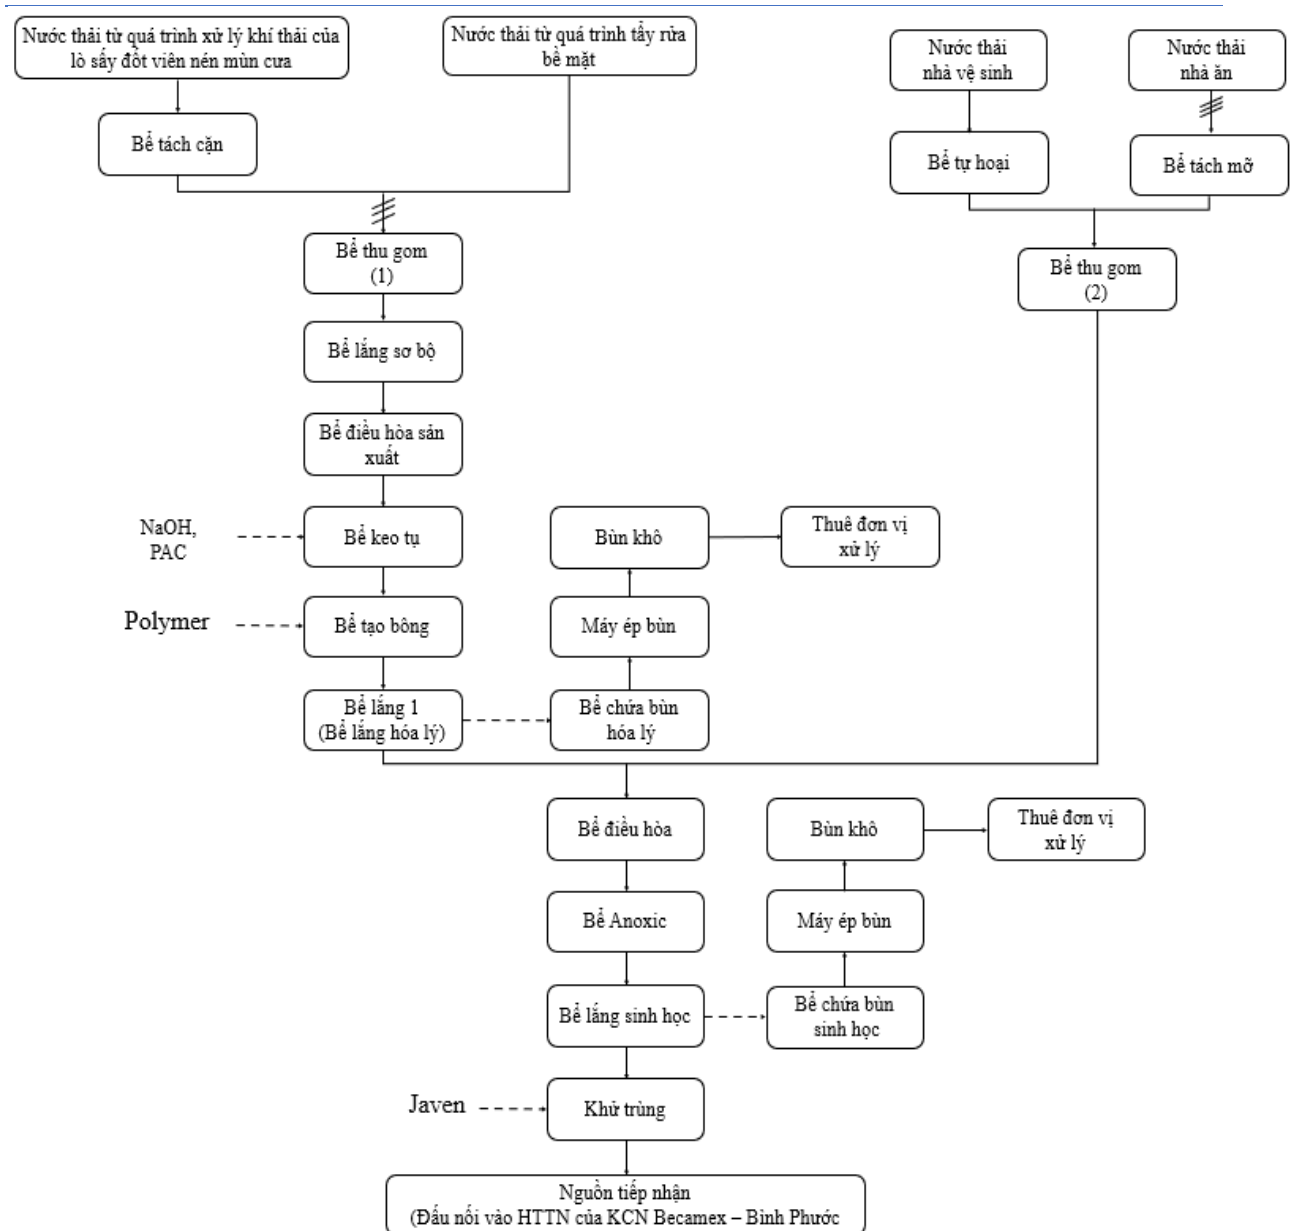 Nước thải từ quá trình xử lý khí thải của
lò sấy đốt viên nén mùn cưa
Nước thải từ quá trình tẩy rửa
bề mặt
Nước thải
nhà vệ sinh
Nước thải
nhà ăn
Bể tách cặn
Bể tự hoại
Bể tách mỡ
Bể thu gom
(1)
Bể thu gom
(2)
Bể lắng sơ bộ
Bể điều hòa sản
xuất
NaOH,
PAC
Bể keo tụ
Bùn khô
Thuê đơn vị
xử lý
Polymer
Bể tạo bông
Máy ép bùn
Bể lắng 1
(Bể lắng hóa lý)
Bể chứa bùn
hóa lý
Bể điều hòa
Bùn khô
Thuê đơn vị
xử lý
Bể Anoxic
Máy ép bùn
Bể lắng sinh học
Bể chứa bùn
sinh học
Javen
Khử trùng
Nguồn tiếp nhận
(Đấu nối vào HTTN của KCN Becamex – Bình Phước